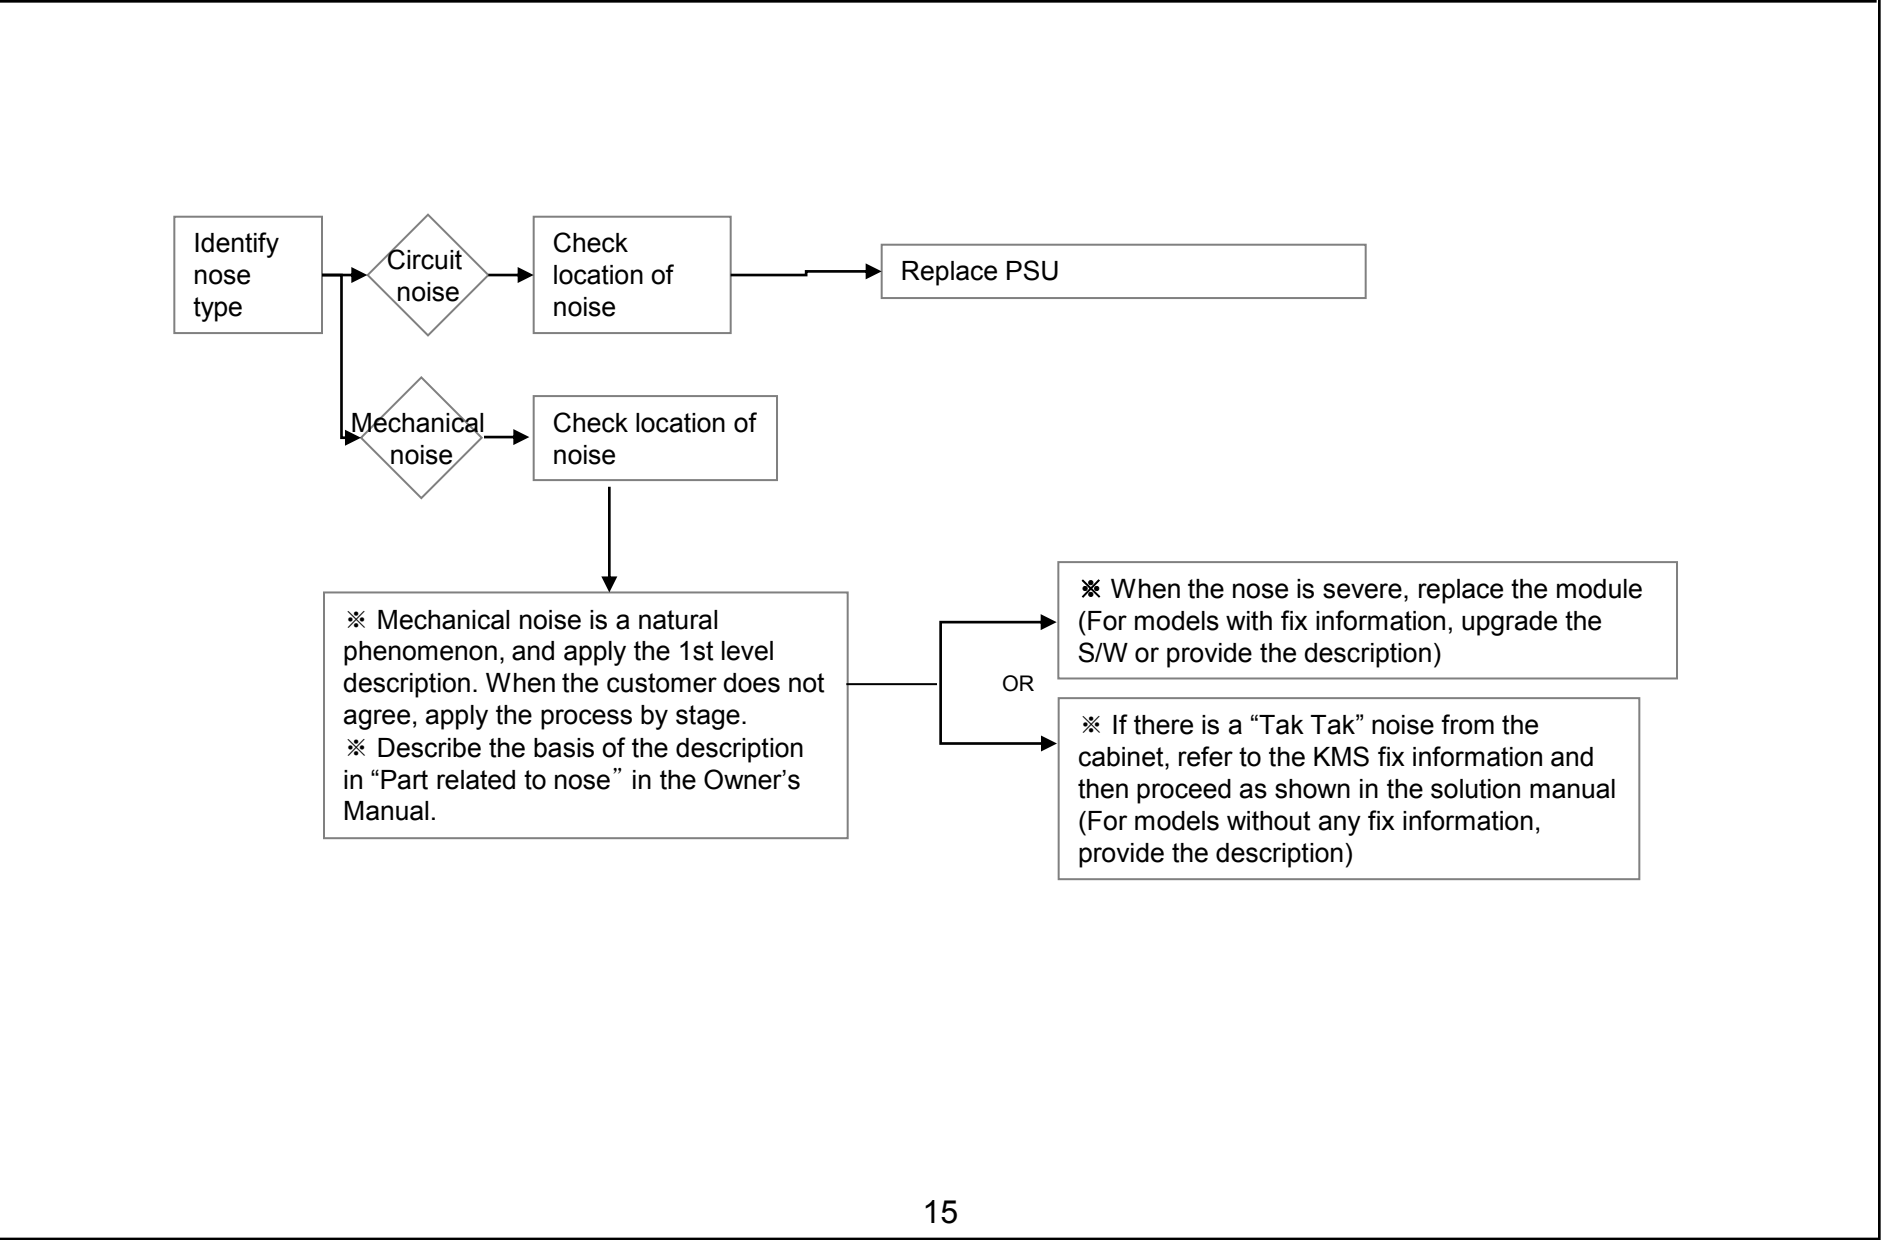 Identify
nose
type
Circuit
noise
Check
location of
noise
Replace PSU
Mechanical
noise
Check location of
noise
※ Mechanical noise is a natural
phenomenon, and apply the 1st level
description. When the customer does not
agree, apply the process by stage.
※ Describe the basis of the description
in “Part related to nose” in the Owner’s
Manual.
※ When the nose is severe, replace the module
(For models with fix information, upgrade the
S/W or provide the description)
OR
※ If there is a “Tak Tak” noise from the
cabinet, refer to the KMS fix information and
then proceed as shown in the solution manual
(For models without any fix information,
provide the description)
15